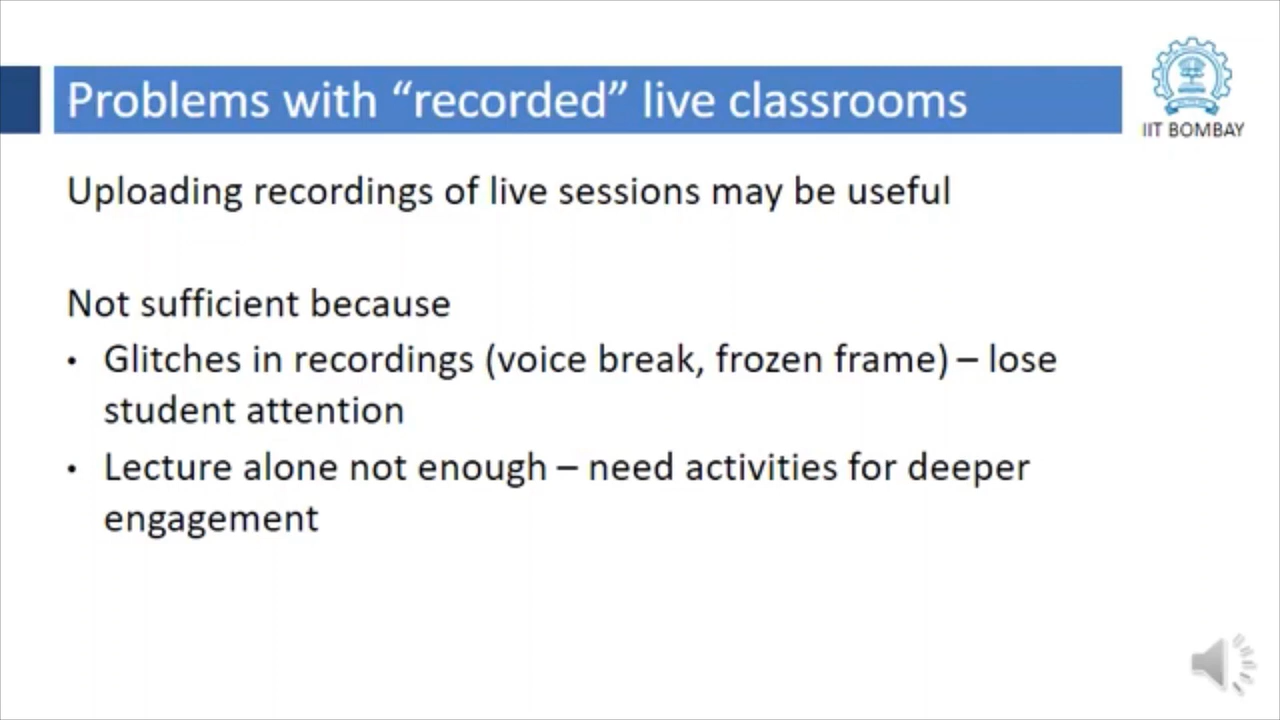 Problems with “recorded” live classrooms
IIT BOMBAY
Uploading recordings of live sessions may be useful
Not sufficient because
• Glitches in recordings (voice break, frozen frame) – lose
student attention
• Lecture alone not enough – need activities for deeper
engagement